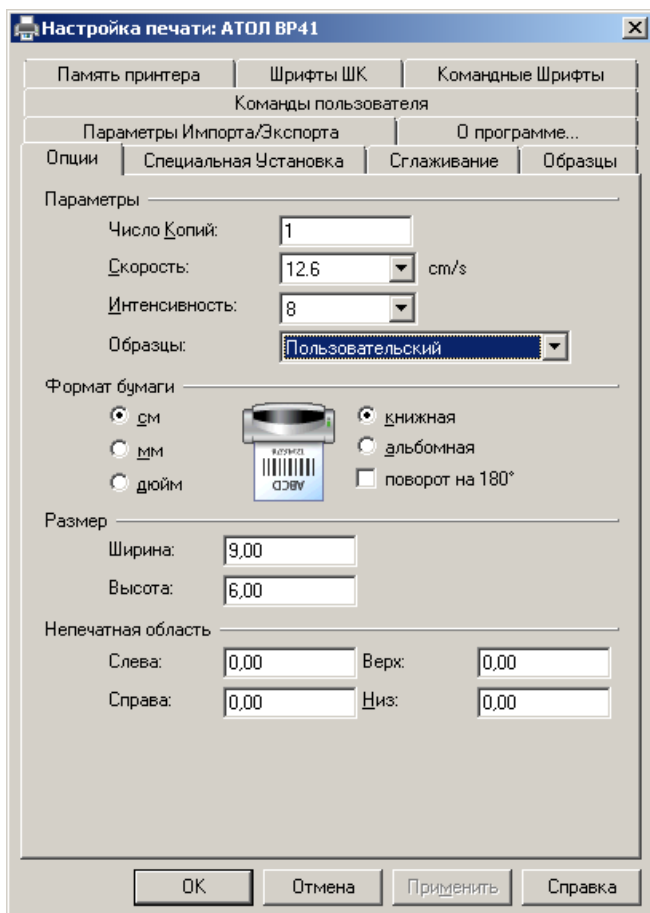 Настройка печати: АТОЛ BP41
Память принтера Шрифты ШК Командные Шрифты
Команды пользователя
Параметры Импорта/Экспорта О программе...
Опции Специальная Установка Сглаживание Образцы
Параметры
Число Копий: 1
Скорость: 12.6 cm/s
Интенсивность: 8
Образцы: Пользовательский
Формат бумаги
см книжная
мм альбомная
дюйм поворот на 180°
12345678
ABCD
Размер
Ширина: 9,00
Высота: 6,00
Непечатная область
Слева: 0,00 Верх: 0,00
Справа: 0,00 Низ: 0,00
OK Отмена Применить Справка